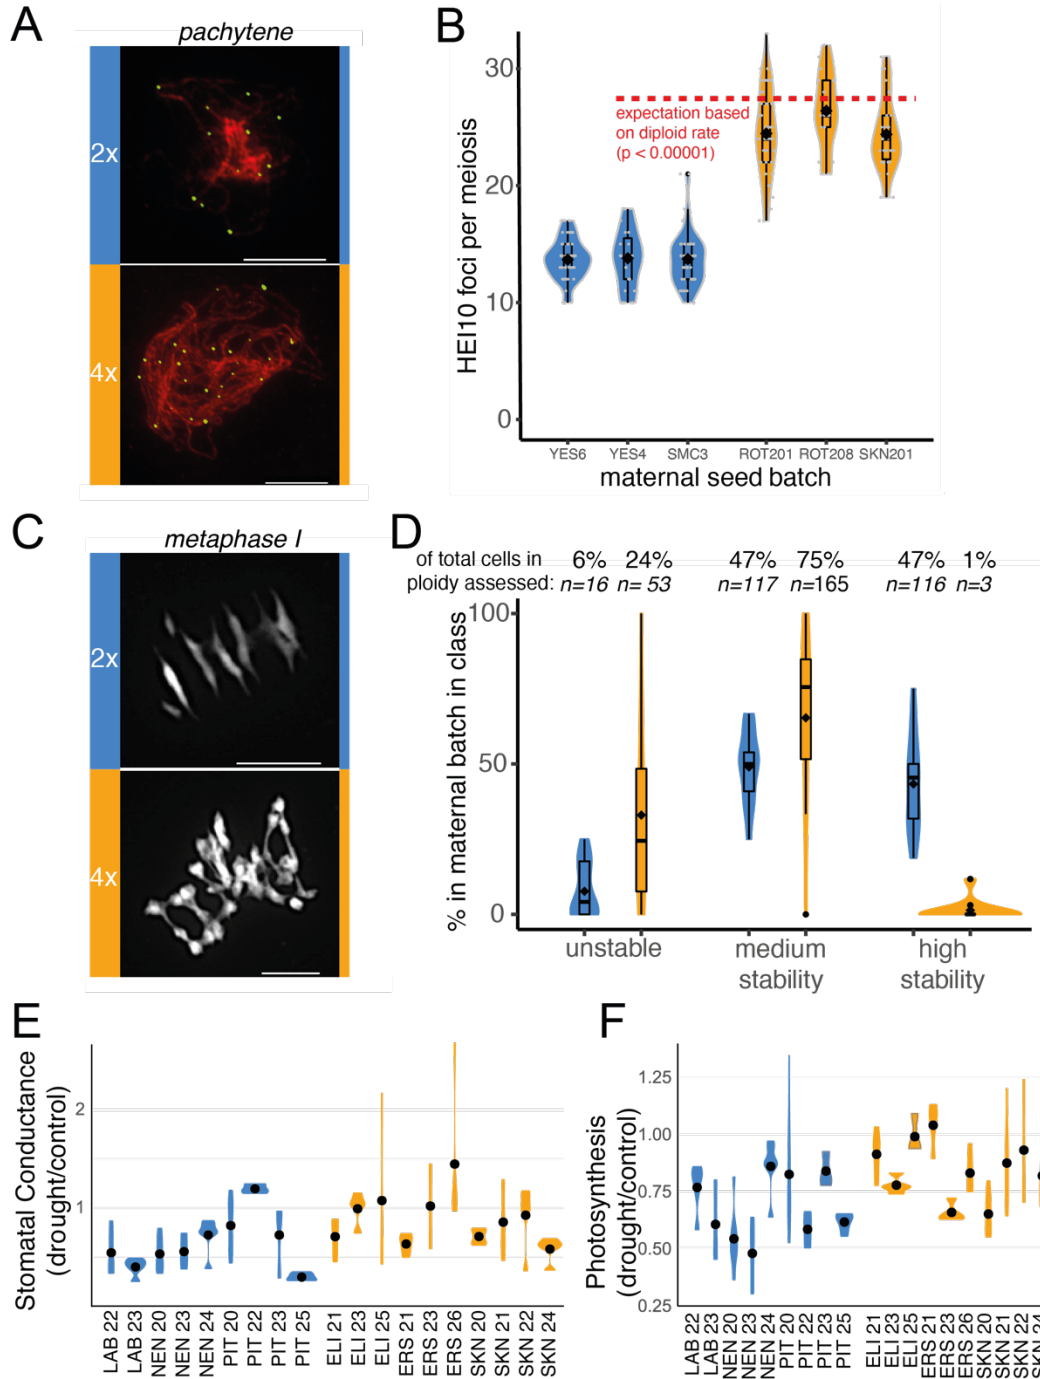 A
pachytene
2x
4x
B
HEI10 foci per meiosis
30
20
10
0
expectation based
on diploid rate
(p < 0.00001)
YES6 YES4 SMC3 ROT201 ROT208 SKN201
maternal seed batch
C
metaphase I
2x
4x
D
of total cells in 6% 24% 47% 75% 47% 1%
ploidy assessed: n=16 n= 53 n=117 n=165 n=116 n=3
% in maternal batch in class
100
50
0
unstable
medium
stability
high
stability
E
Stomatal Conductance
(drought/control)
2
1
LAB 22
LAB 23
NEN 20
NEN 23
NEN 24
PIT 20
PIT 22
PIT 23
PIT 25
ELI 21
ELI 23
ELI 25
ERS 21
ERS 23
ERS 26
SKN 20
SKN 21
SKN 22
SKN 24
F
Photosynthesis
(drought/control)
1.25
1.00
0.75
0.50
0.25
LAB 22
LAB 23
NEN 20
NEN 23
NEN 24
PIT 20
PIT 22
PIT 23
PIT 25
ELI 21
ELI 23
ELI 25
ERS 21
ERS 23
ERS 26
SKN 20
SKN 21
SKN 22
SKN 24